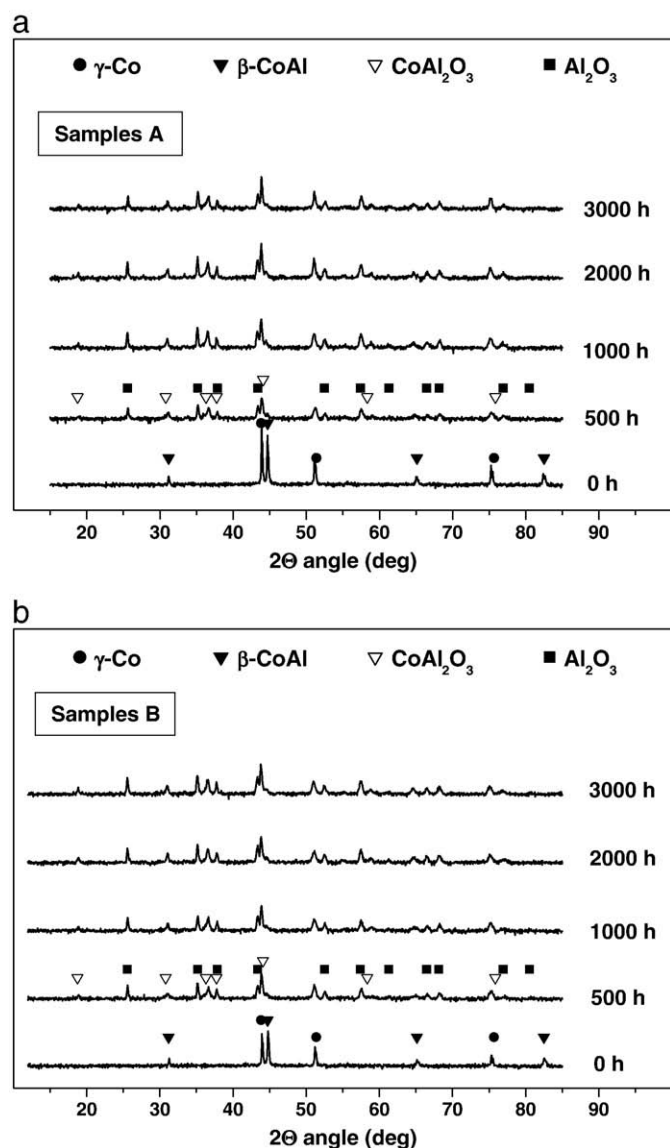 a
γ-Co β-CoAl CoAl₂O₃ Al₂O₃
Samples A
3000 h
2000 h
1000 h
500 h
0 h
20 30 40 50 60 70 80 90
2Θ angle (deg)
b
γ-Co β-CoAl CoAl₂O₃ Al₂O₃
Samples B
3000 h
2000 h
1000 h
500 h
0 h
20 30 40 50 60 70 80 90
2Θ angle (deg)